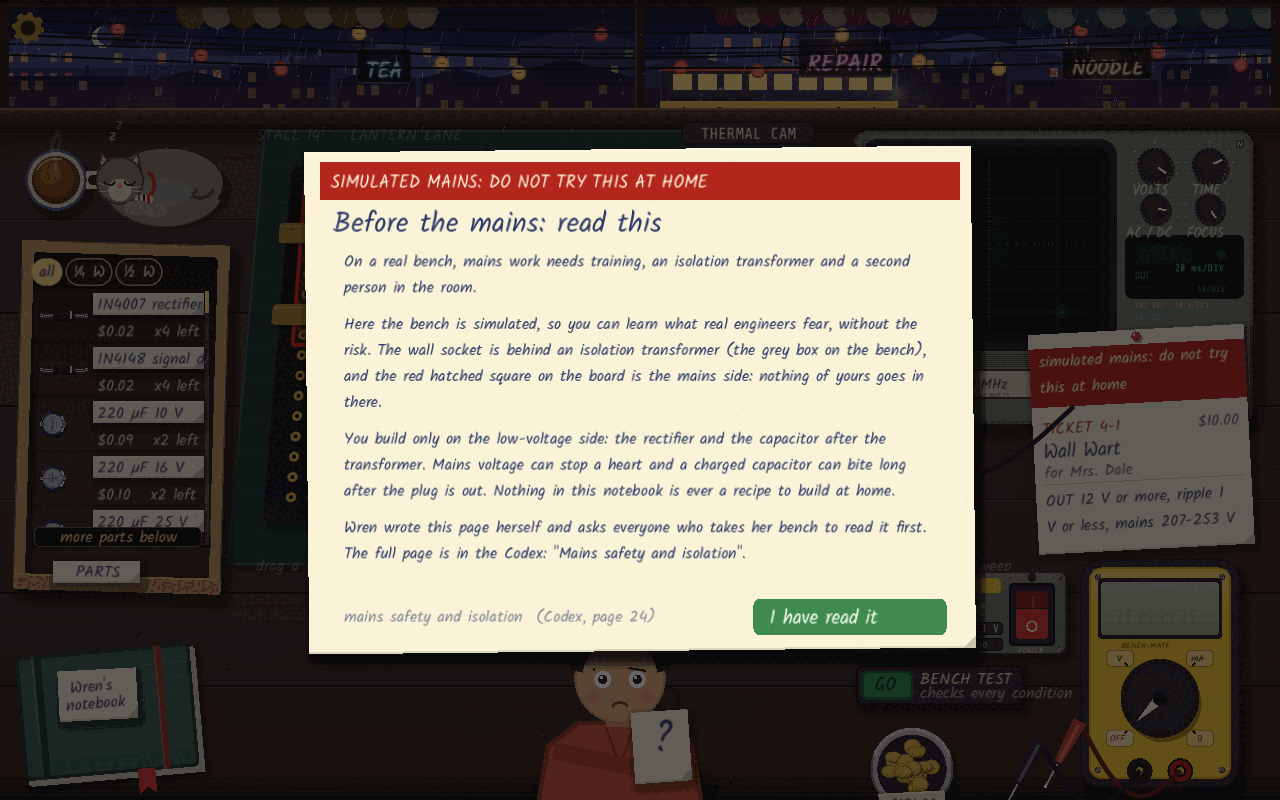 TEA
REPAIR
NOODLE
STALL 19 · LANTERN LANE
THERMAL CAM
z z
VOLTS TIME
AC / DC FOCUS
20 ms/DIV
OUT
5V/DIV
MHz
SIMULATED MAINS: DO NOT TRY THIS AT HOME
Before the mains: read this
On a real bench, mains work needs training, an isolation transformer and a second
person in the room.
Here the bench is simulated, so you can learn what real engineers fear, without the
risk. The wall socket is behind an isolation transformer (the grey box on the bench),
and the red hatched square on the board is the mains side: nothing of yours goes in
there.
You build only on the low-voltage side: the rectifier and the capacitor after the
transformer. Mains voltage can stop a heart and a charged capacitor can bite long
after the plug is out. Nothing in this notebook is ever a recipe to build at home.
Wren wrote this page herself and asks everyone who takes her bench to read it first.
The full page is in the Codex: "Mains safety and isolation".
mains safety and isolation (Codex, page 24)
I have read it
all ¼ W ½ W
1N4007 rectifier
$0.02 x4 left
1N4148 signal
$0.02 x4 left
220 µF 10 V
$0.09 x2 left
220 µF 16 V
$0.10 x2 left
220 µF 25 V
more parts below
PARTS
drag a
simulated mains: do not try
this at home
TICKET 4-1 $10.00
Wall Wart
for Mrs. Dale
OUT 12 V or more, ripple 1
V or less, mains 207-253 V
POWER
Wren's
notebook
?
GO
BENCH TEST
checks every condition
BENCH-MATE
V mA
OFF Ω